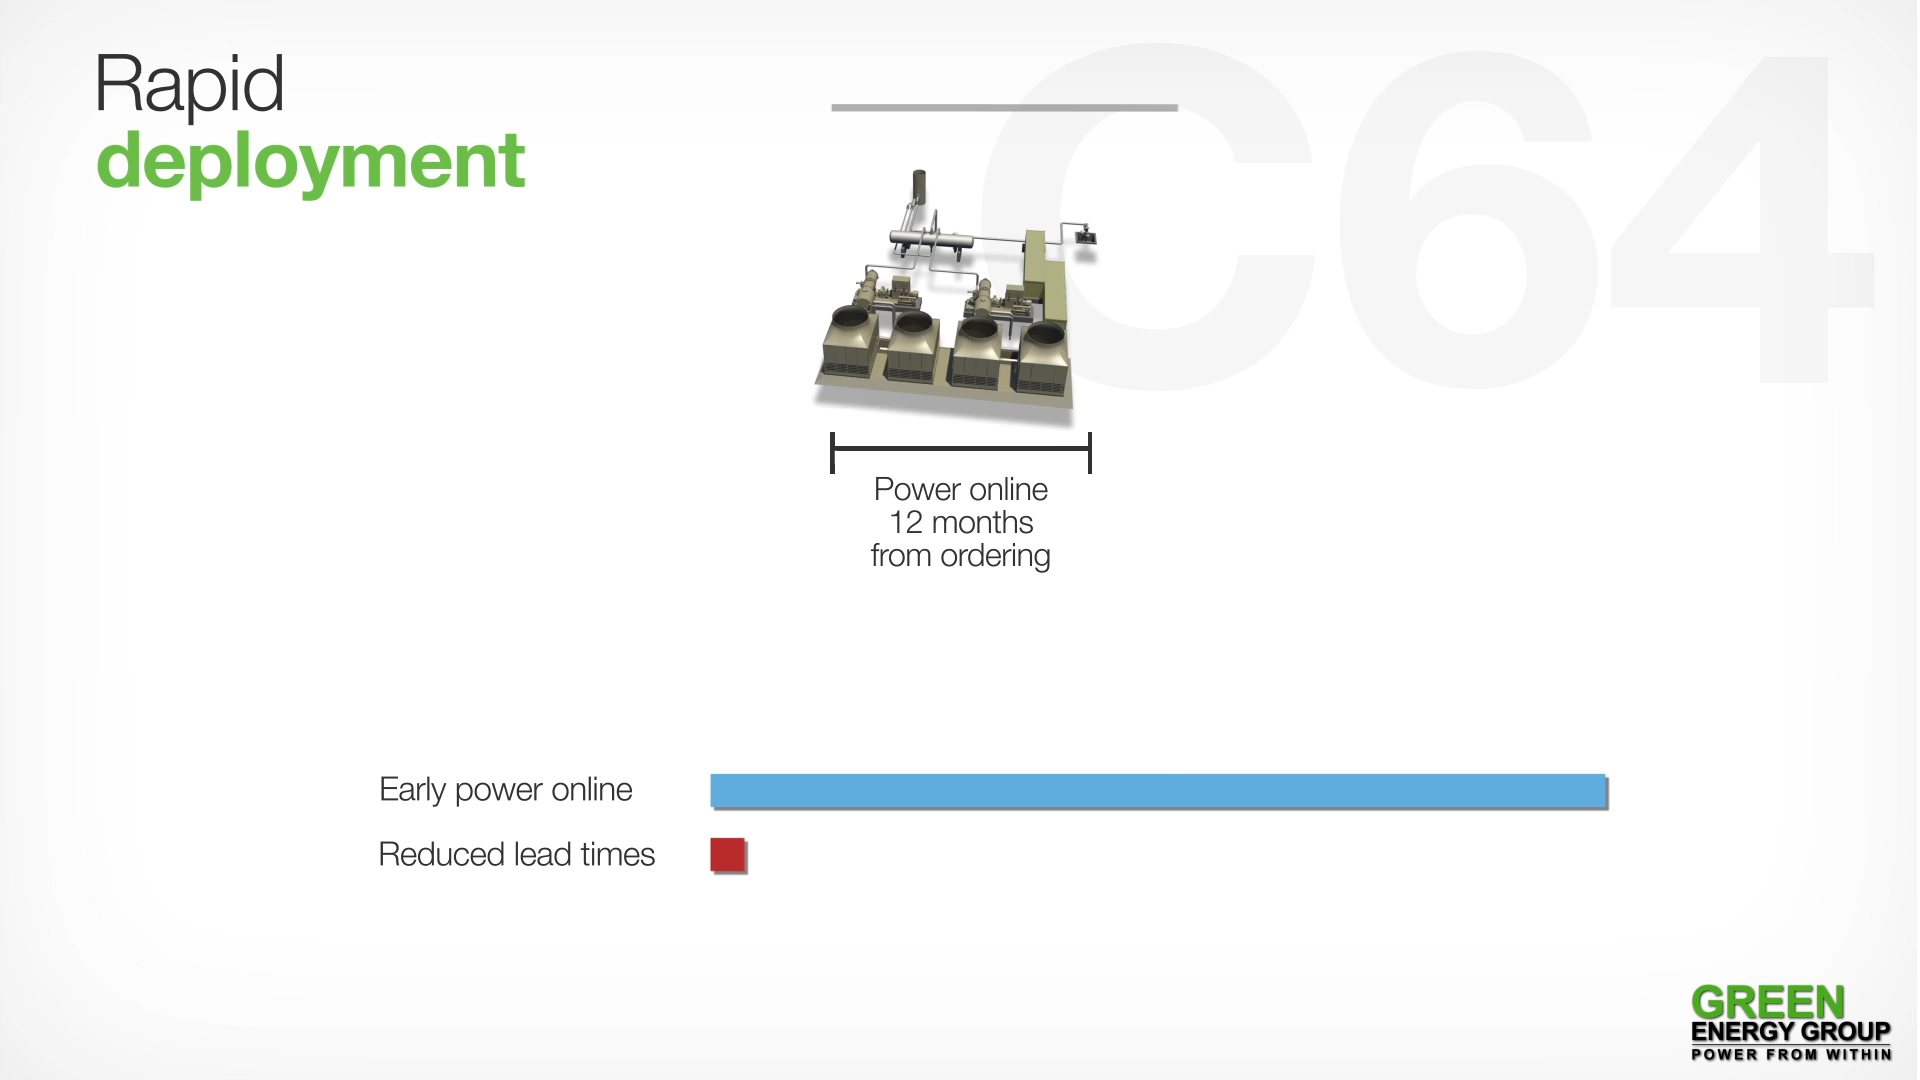 Rapid
deployment
C64
Power online
12 months
from ordering
Early power online
Reduced lead times
GREEN
ENERGY GROUP
POWER FROM WITHIN